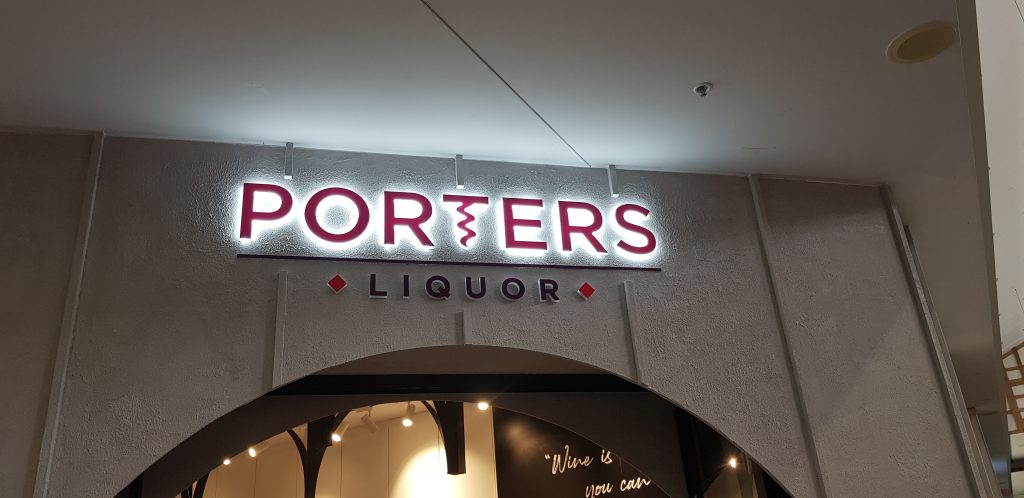 PORTERS
LIQUOR
"Wine is
you can